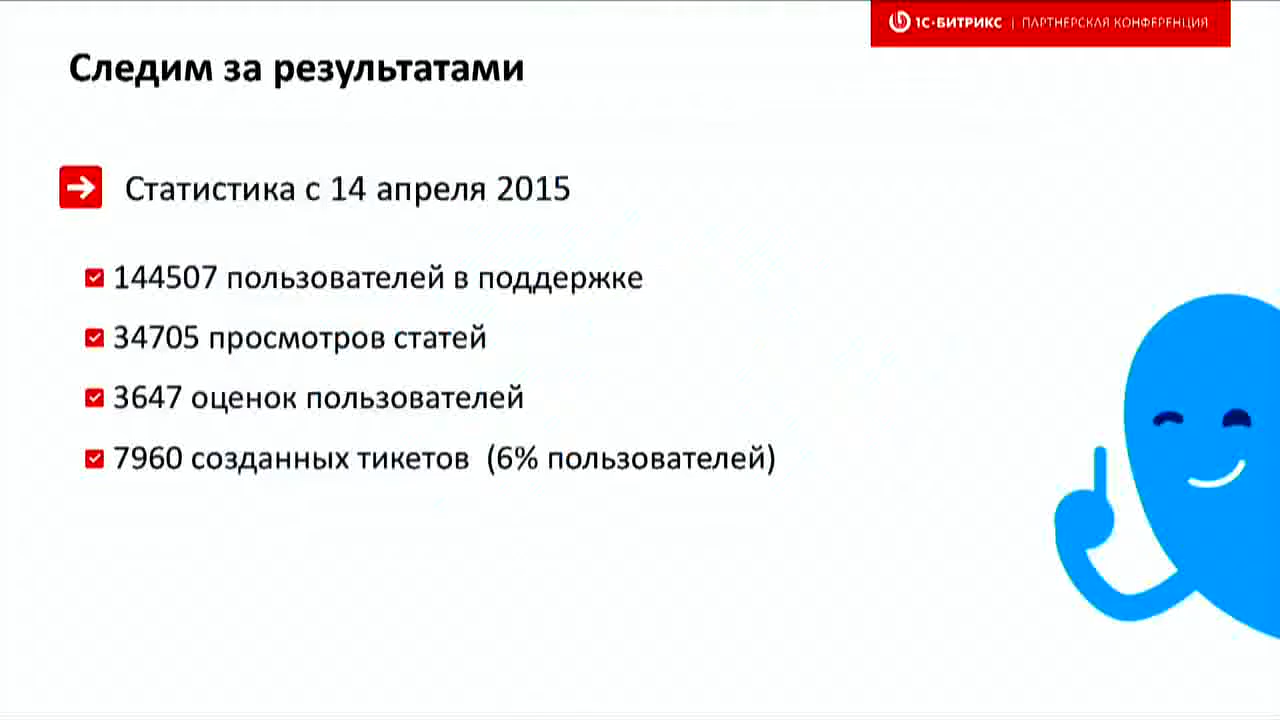 1С-БИТРИКС | ПАРТНЕРСКАЯ КОНФЕРЕНЦИЯ
Следим за результатами
Статистика с 14 апреля 2015
144507 пользователей в поддержке
34705 просмотров статей
3647 оценок пользователей
7960 созданных тикетов (6% пользователей)